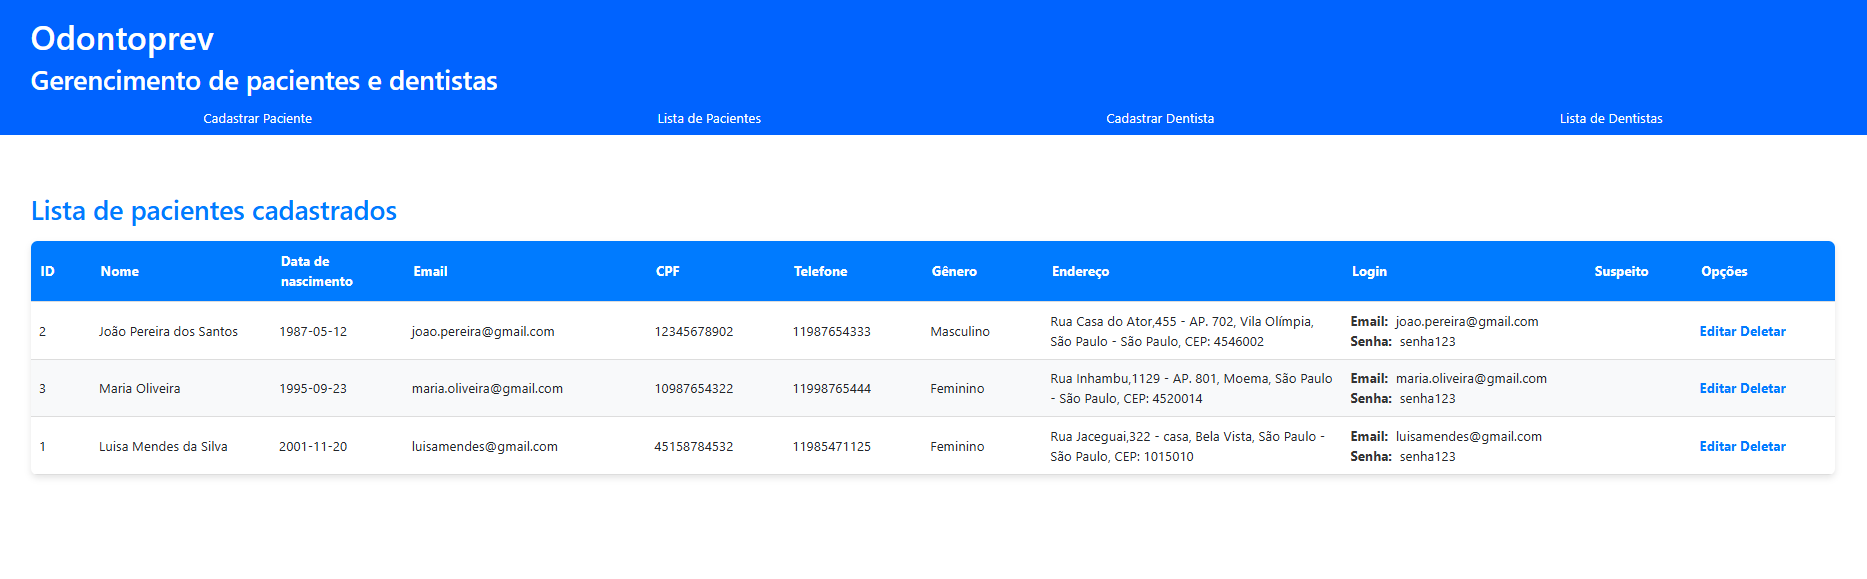 Odontoprev
Gerencimento de pacientes e dentistas
Cadastrar Paciente Lista de Pacientes Cadastrar Dentista Lista de Dentistas
Lista de pacientes cadastrados
ID Nome Data de nascimento Email CPF Telefone Gênero Endereço Login Suspeito Opções
2 João Pereira dos Santos 1987-05-12 joao.pereira@gmail.com 12345678902 11987654333 Masculino Rua Casa do Ator,455 - AP. 702, Vila Olímpia, Email: joao.pereira@gmail.com Editar Deletar
São Paulo - São Paulo, CEP: 4546002 Senha: senha123
3 Maria Oliveira 1995-09-23 maria.oliveira@gmail.com 10987654322 11998765444 Feminino Rua Inhambu,1129 - AP. 801, Moema, São Paulo Email: maria.oliveira@gmail.com Editar Deletar
- São Paulo, CEP: 4520014 Senha: senha123
1 Luisa Mendes da Silva 2001-11-20 luisamendes@gmail.com 45158784532 11985471125 Feminino Rua Jaceguai,322 - casa, Bela Vista, São Paulo - Email: luisamendes@gmail.com Editar Deletar
São Paulo, CEP: 1015010 Senha: senha123